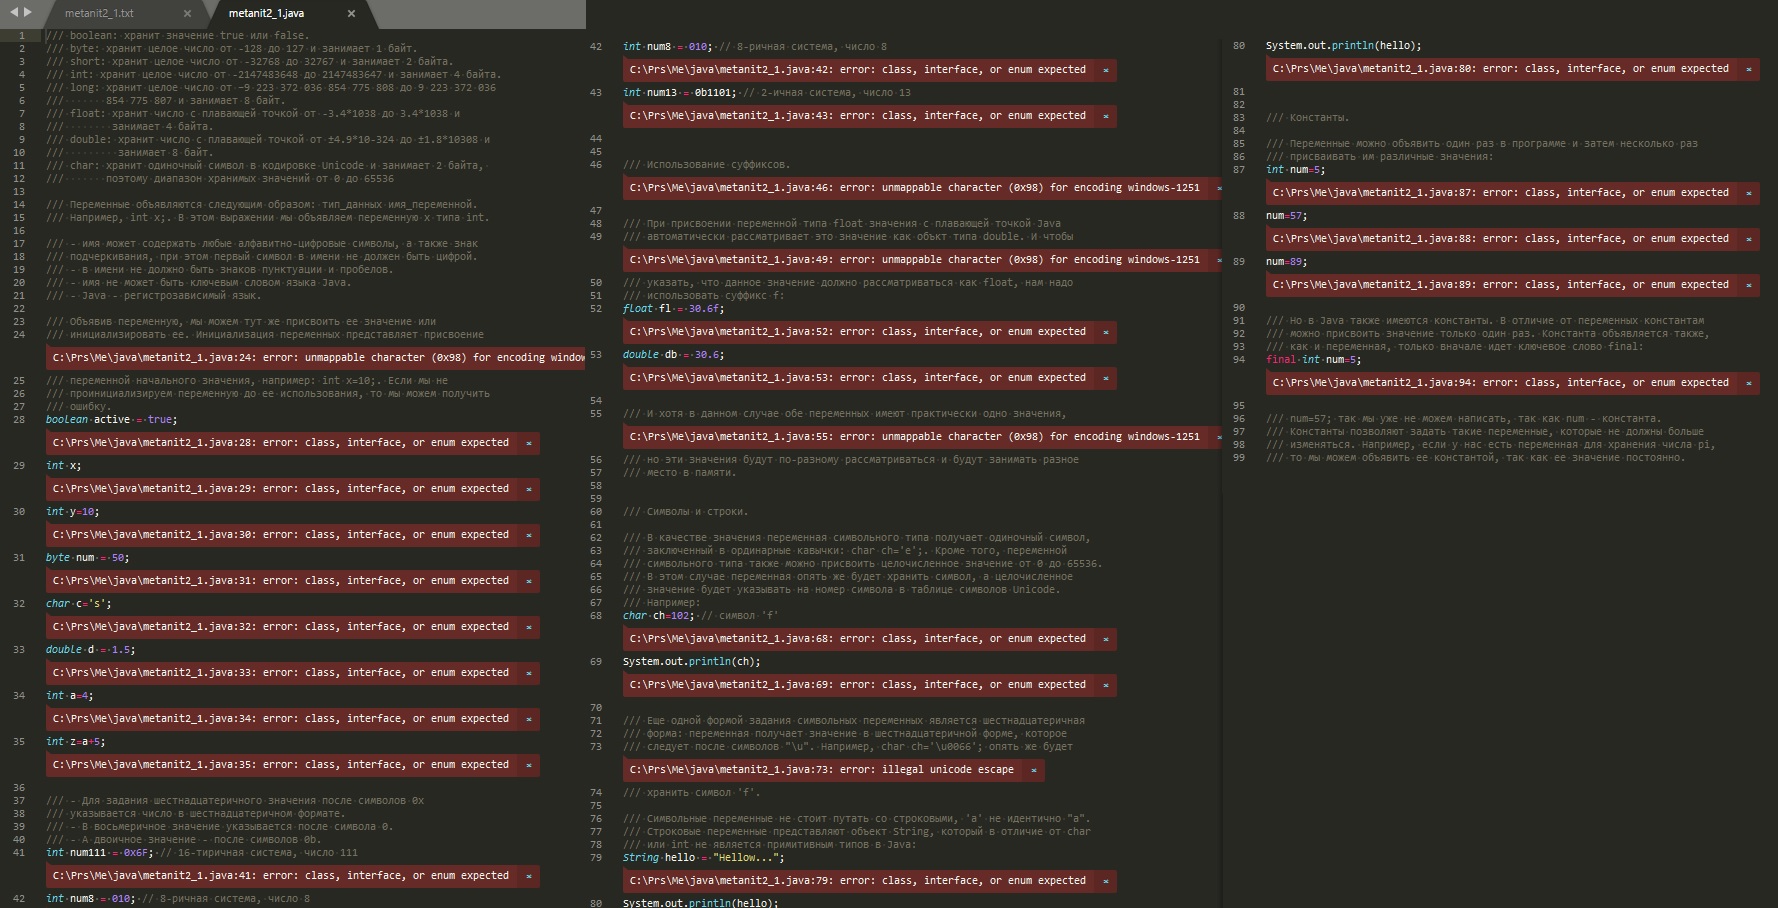 metanit2_1.txt ×
metanit2_1.java ×
1 /// boolean: хранит значение true или false.
2 /// byte: хранит целое число от -128 до 127 и занимает 1 байт.
3 /// short: хранит целое число от -32768 до 32767 и занимает 2 байта.
4 /// int: хранит целое число от -2147483648 до 2147483647 и занимает 4 байта.
5 /// long: хранит целое число от -9 223 372 036 854 775 808 до 9 223 372 036
6 /// 854 775 807 и занимает 8 байт.
7 /// float: хранит число с плавающей точкой от -3.4*1038 до 3.4*1038 и
8 /// занимает 4 байта.
9 /// double: хранит число с плавающей точкой от ±4.9*10-324 до ±1.8*10308 и
10 /// занимает 8 байт.
11 /// char: хранит одиночный символ в кодировке Unicode и занимает 2 байта,
12 /// поэтому диапазон хранимых значений от 0 до 65536
13
14 /// Переменные объявляются следующим образом: тип_данных имя_переменной.
15 /// Например, int x;. В этом выражении мы объявляем переменную x типа int.
16
17 /// - имя может содержать любые алфавитно-цифровые символы, а также знак
18 /// подчеркивания, при этом первый символ в имени не должен быть цифрой.
19 /// - в имени не должно быть знаков пунктуации и пробелов.
20 /// - имя не может быть ключевым словом языка Java.
21 /// - Java - регистрозависимый язык.
22
23 /// Объявив переменную, мы можем тут же присвоить ее значение или
24 /// инициализировать ее. Инициализация переменных представляет присвоение
C:\Prs\Me\java\metanit2_1.java:24: error: unmappable character (0x98) for encoding window
25 /// переменной начального значения, например: int x=10;. Если мы не
26 /// проинициализируем переменную до ее использования, то мы можем получить
27 /// ошибку.
28 boolean active = true;
C:\Prs\Me\java\metanit2_1.java:28: error: class, interface, or enum expected ×
29 int x;
C:\Prs\Me\java\metanit2_1.java:29: error: class, interface, or enum expected ×
30 int y=10;
C:\Prs\Me\java\metanit2_1.java:30: error: class, interface, or enum expected ×
31 byte num = 50;
C:\Prs\Me\java\metanit2_1.java:31: error: class, interface, or enum expected ×
32 char c='s';
C:\Prs\Me\java\metanit2_1.java:32: error: class, interface, or enum expected ×
33 double d = 1.5;
C:\Prs\Me\java\metanit2_1.java:33: error: class, interface, or enum expected ×
34 int a=4;
C:\Prs\Me\java\metanit2_1.java:34: error: class, interface, or enum expected ×
35 int z=a+5;
C:\Prs\Me\java\metanit2_1.java:35: error: class, interface, or enum expected ×
36
37 /// - Для задания шестнадцатеричного значения после символов 0x
38 /// указывается число в шестнадцатеричном формате.
39 /// - В восьмеричное значение указывается после символа 0.
40 /// - А двоичное значение - после символов 0b.
41 int num111 = 0x6F; // 16-тиричная система, число 111
C:\Prs\Me\java\metanit2_1.java:41: error: class, interface, or enum expected ×
42 int num8 = 010; // 8-ричная система, число 8
42 int num8 = 010; // 8-ричная система, число 8
C:\Prs\Me\java\metanit2_1.java:42: error: class, interface, or enum expected ×
43 int num13 = 0b1101; // 2-ичная система, число 13
C:\Prs\Me\java\metanit2_1.java:43: error: class, interface, or enum expected ×
44
45
46 /// Использование суффиксов.
C:\Prs\Me\java\metanit2_1.java:46: error: unmappable character (0x98) for encoding windows-1251 ×
47
48 /// При присвоении переменной типа float значения с плавающей точкой Java
49 /// автоматически рассматривает это значение как объкт типа double. И чтобы
C:\Prs\Me\java\metanit2_1.java:49: error: unmappable character (0x98) for encoding windows-1251 ×
50 /// указать, что данное значение должно рассматриваться как float, нам надо
51 /// использовать суффикс f:
52 float fl = 30.6f;
C:\Prs\Me\java\metanit2_1.java:52: error: class, interface, or enum expected ×
53 double db = 30.6;
C:\Prs\Me\java\metanit2_1.java:53: error: class, interface, or enum expected ×
54
55 /// И хотя в данном случае обе переменных имеют практически одно значения,
C:\Prs\Me\java\metanit2_1.java:55: error: unmappable character (0x98) for encoding windows-1251 ×
56 /// но эти значения будут по-разному рассматриваться и будут занимать разное
57 /// место в памяти.
58
59
60 /// Символы и строки.
61
62 /// В качестве значения переменная символьного типа получает одиночный символ,
63 /// заключенный в ординарные кавычки: char ch='e';. Кроме того, переменной
64 /// символьного типа также можно присвоить целочисленное значение от 0 до 65536.
65 /// В этом случае переменная опять же будет хранить символ, а целочисленное
66 /// значение будет указывать на номер символа в таблице символов Unicode.
67 /// Например:
68 char ch=102; // символ 'f'
C:\Prs\Me\java\metanit2_1.java:68: error: class, interface, or enum expected ×
69 System.out.println(ch);
C:\Prs\Me\java\metanit2_1.java:69: error: class, interface, or enum expected ×
70
71 /// Еще одной формой задания символьных переменных является шестнадцатеричная
72 /// форма: переменная получает значение в шестнадцатеричной форме, которое
73 /// следует после символов "\u". Например, char ch='\u0066'; опять же будет
C:\Prs\Me\java\metanit2_1.java:73: error: illegal unicode escape ×
74 /// хранить символ 'f'.
75
76 /// Символьные переменные не стоит путать со строковыми, 'a' не идентично "a".
77 /// Строковые переменные представляют объект String, который в отличие от char
78 /// или int не является примитивным типов в Java:
79 String hello = "Hellow...";
C:\Prs\Me\java\metanit2_1.java:79: error: class, interface, or enum expected ×
80 System.out.println(hello);
80 System.out.println(hello);
C:\Prs\Me\java\metanit2_1.java:80: error: class, interface, or enum expected ×
81
82
83 /// Константы.
84
85 /// Переменные можно объявить один раз в программе и затем несколько раз
86 /// присваивать им различные значения:
87 int num=5;
C:\Prs\Me\java\metanit2_1.java:87: error: class, interface, or enum expected ×
88 num=57;
C:\Prs\Me\java\metanit2_1.java:88: error: class, interface, or enum expected ×
89 num=89;
C:\Prs\Me\java\metanit2_1.java:89: error: class, interface, or enum expected ×
90
91 /// Но в Java также имеются константы. В отличие от переменных константам
92 /// можно присвоить значение только один раз. Константа объявляется также,
93 /// как и переменная, только вначале идет ключевое слово final:
94 final int num=5;
C:\Prs\Me\java\metanit2_1.java:94: error: class, interface, or enum expected ×
95
96 /// num=57; так мы уже не можем написать, так как num - константа.
97 /// Константы позволяют задать такие переменные, которые не должны больше
98 /// изменяться. Например, если у нас есть переменная для хранения числа pi,
99 /// то мы можем объявить ее константой, так как ее значение постоянно.